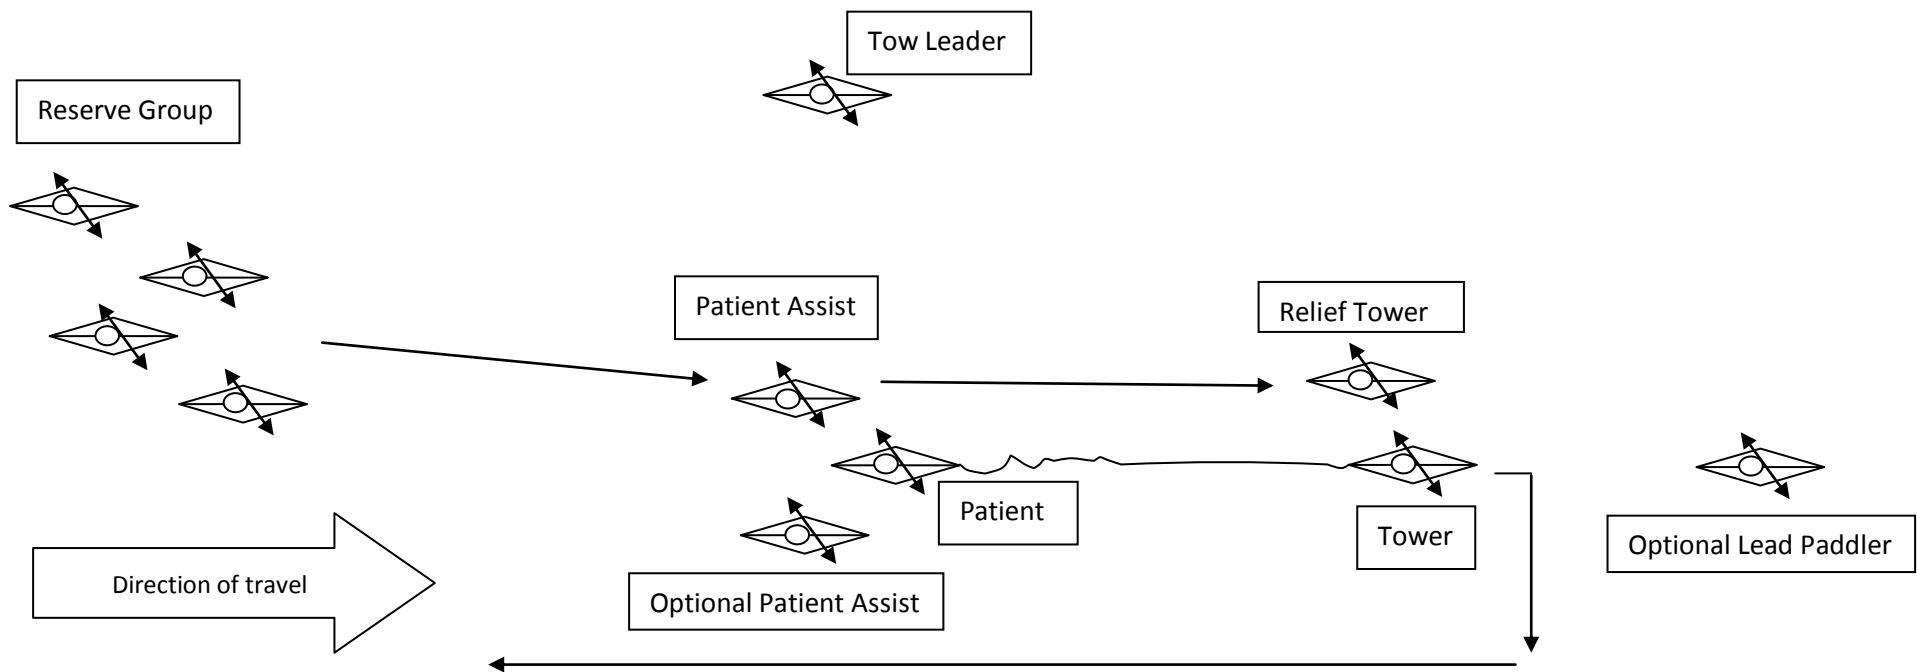 Tow Leader
Reserve Group
Patient Assist
Relief Tower
Patient
Tower
Optional Lead Paddler
Direction of travel
Optional Patient Assist